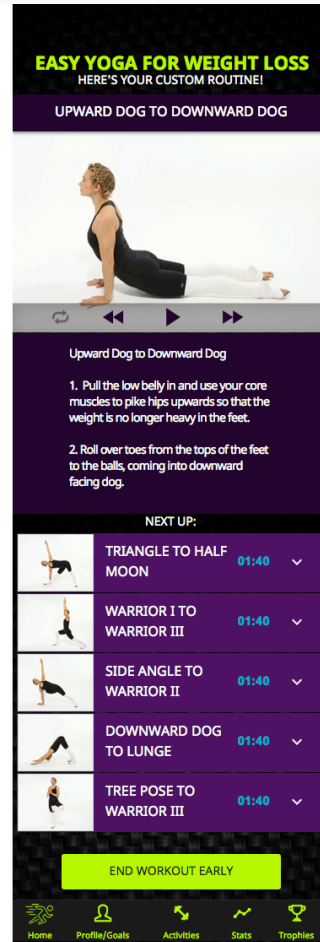 EASY YOGA FOR WEIGHT LOSS
HERE'S YOUR CUSTOM ROUTINE!
UPWARD DOG TO DOWNWARD DOG
Upward Dog to Downward Dog
1. Pull the low belly in and use your core
muscles to pike hips upwards so that the
weight is no longer heavy in the feet.
2. Roll over toes from the tops of the feet
to the balls, coming into downward
facing dog.
NEXT UP:
TRIANGLE TO HALF
MOON
01:40
WARRIOR I TO
WARRIOR III
01:40
SIDE ANGLE TO
WARRIOR II
01:40
DOWNWARD DOG
TO LUNGE
01:40
TREE POSE TO
WARRIOR III
01:40
END WORKOUT EARLY
Home Profile/Goals Activities Stats Trophies